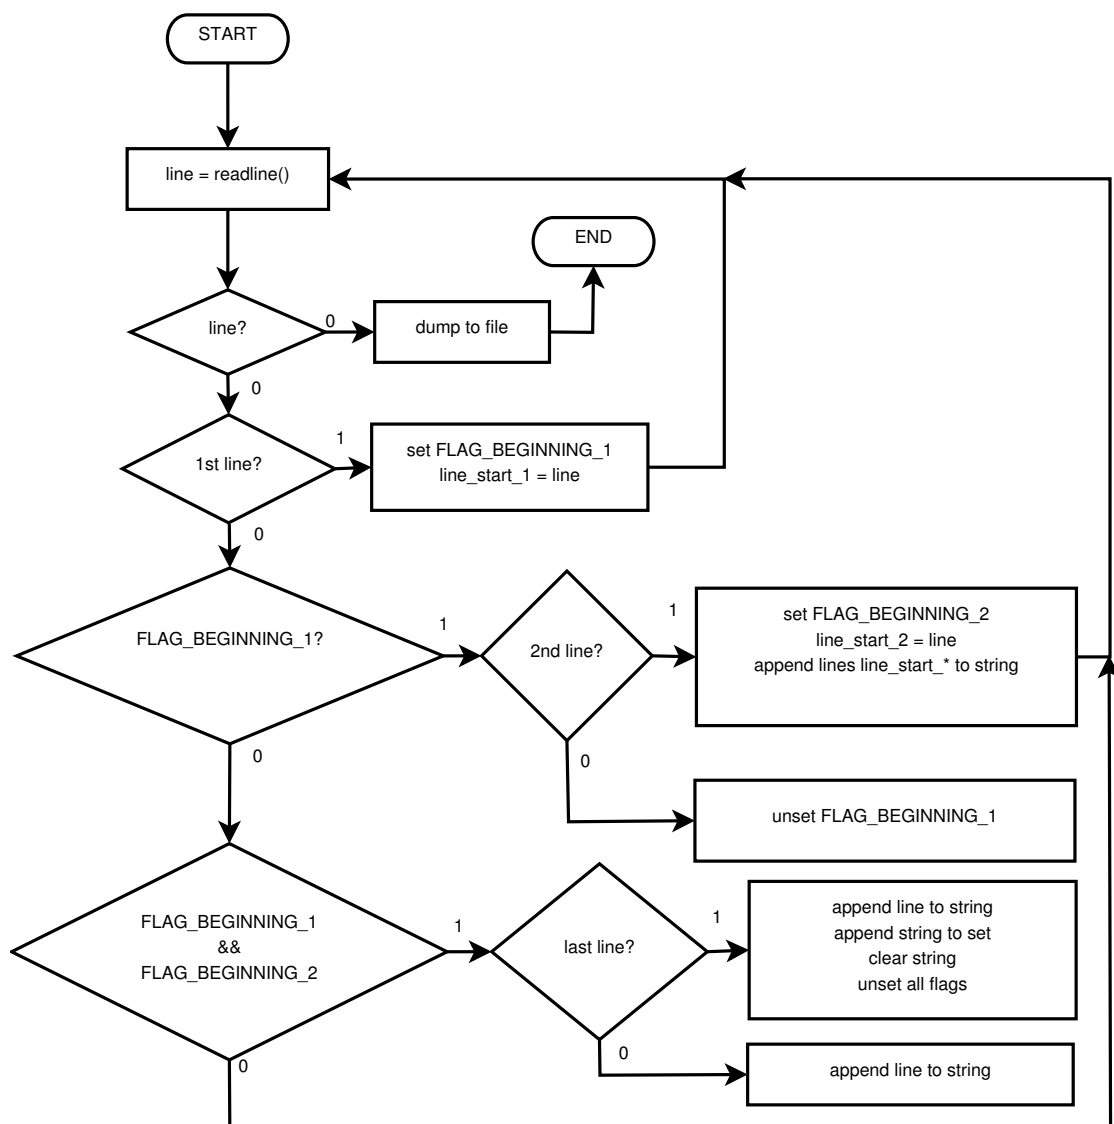 START
line = readline()
END
line?
0
dump to file
0
1st line?
1
set FLAG_BEGINNING_1
line_start_1 = line
0
FLAG_BEGINNING_1?
1
2nd line?
1
set FLAG_BEGINNING_2
line_start_2 = line
append lines line_start_* to string
0
0
unset FLAG_BEGINNING_1
FLAG_BEGINNING_1
&&
FLAG_BEGINNING_2
1
last line?
1
append line to string
append string to set
clear string
unset all flags
0
0
append line to string